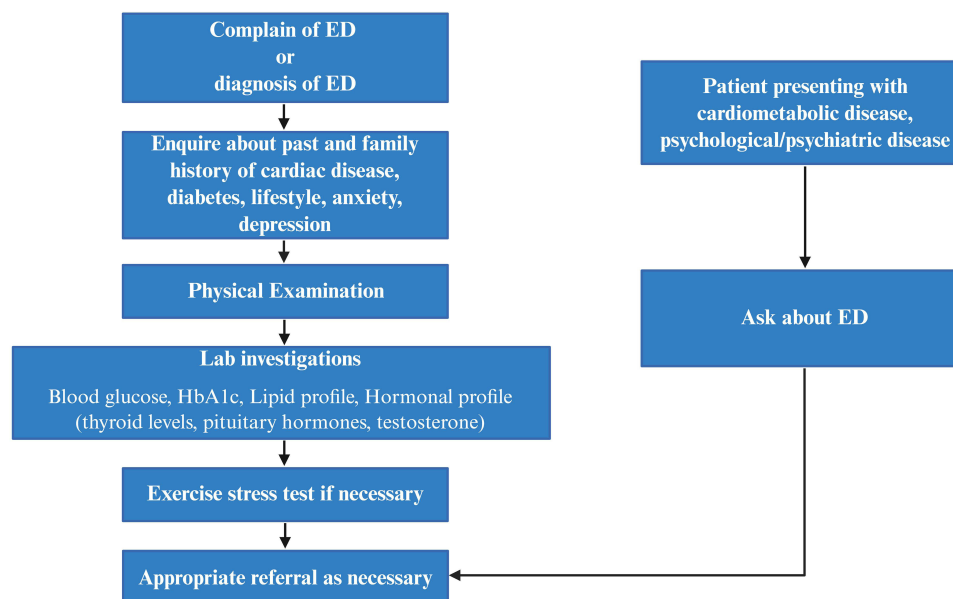 Complain of ED
or
diagnosis of ED
Enquire about past and family
history of cardiac disease,
diabetes, lifestyle, anxiety,
depression
Physical Examination
Lab investigations
Blood glucose, HbA1c, Lipid profile, Hormonal profile
(thyroid levels, pituitary hormones, testosterone)
Exercise stress test if necessary
Appropriate referral as necessary
Patient presenting with
cardiometabolic disease,
psychological/psychiatric disease
Ask about ED